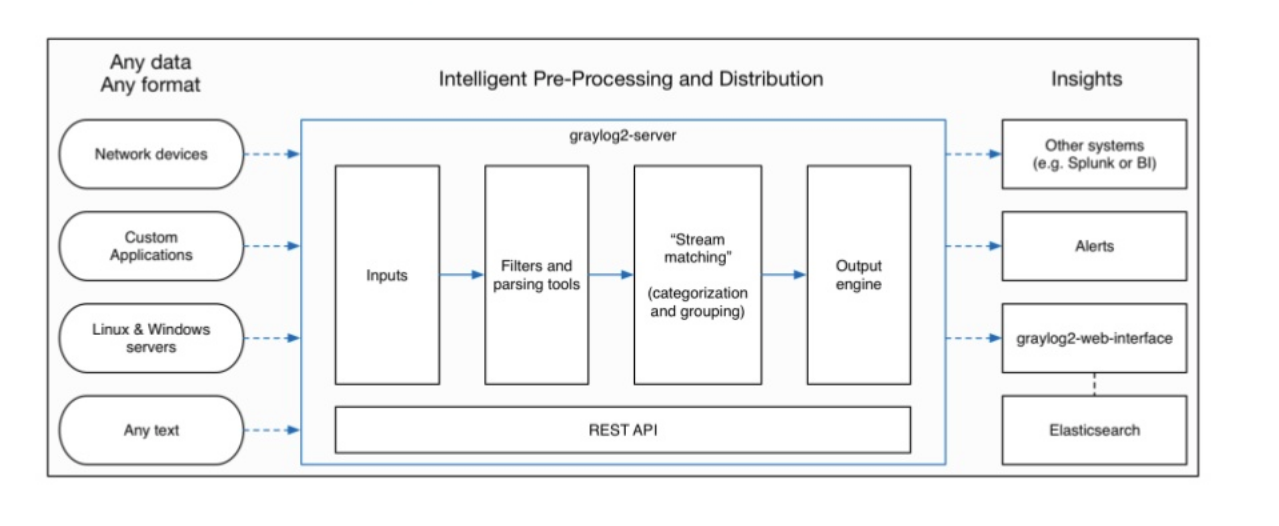 Any data
Any format
Intelligent Pre-Processing and Distribution
Insights
Network devices
Custom
Applications
Linux & Windows
servers
Any text
graylog2-server
Inputs
Filters and
parsing tools
“Stream
matching”
(categorization
and grouping)
Output
engine
REST API
Other systems
(e.g. Splunk or BI)
Alerts
graylog2-web-interface
Elasticsearch